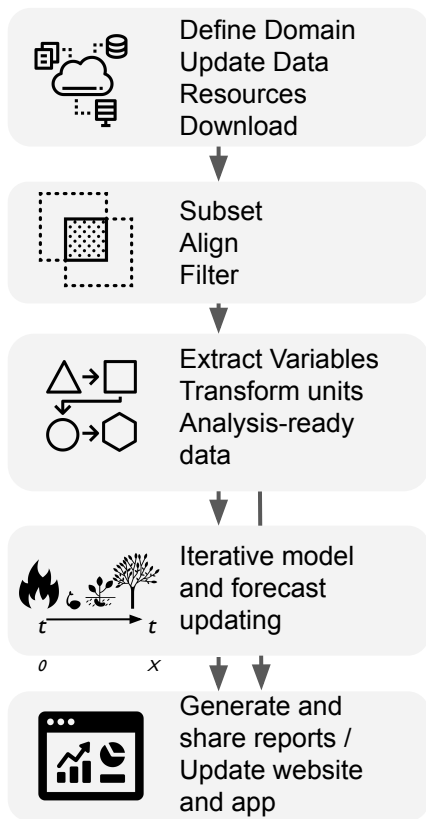 Define Domain
Update Data
Resources
Download
Subset
Align
Filter
Extract Variables
Transform units
Analysis-ready
data
Iterative model
and forecast
updating
t t
0 X
Generate and
share reports /
Update website
and app